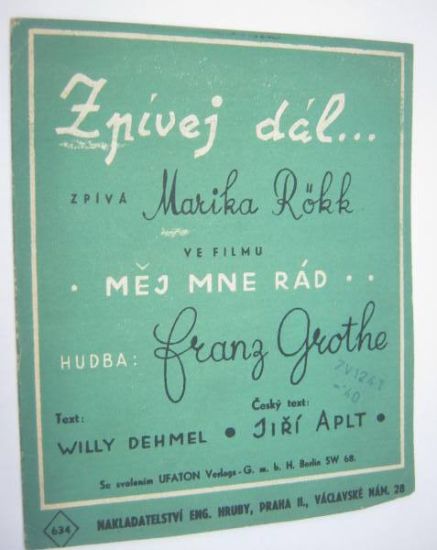 Zpívej dál...
ZPÍVÁ Marika Rökk
VE FILMU
· MĚJ MNE RÁD · ·
HUDBA: Franz Grothe
Text: Český text:
WILLY DEHMEL • JIŘÍ APLT •
Se svolením UFATON Verlags-G. m. b. H. Berlin SW 68.
634 NAKLADATELSTVÍ ENG. HRUBY, PRAHA II., VÁCLAVSKÉ NÁM. 28